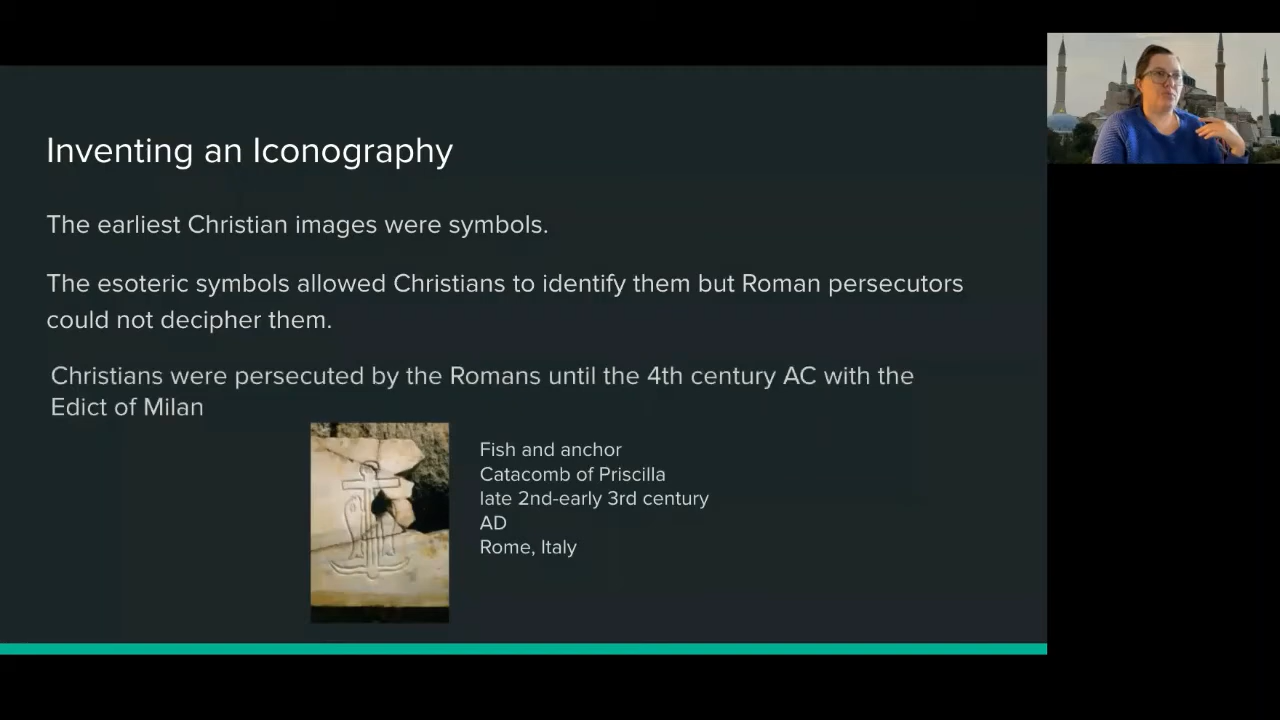 Inventing an Iconography
The earliest Christian images were symbols.
The esoteric symbols allowed Christians to identify them but Roman persecutors
could not decipher them.
Christians were persecuted by the Romans until the 4th century AC with the
Edict of Milan
Fish and anchor
Catacomb of Priscilla
late 2nd-early 3rd century
AD
Rome, Italy